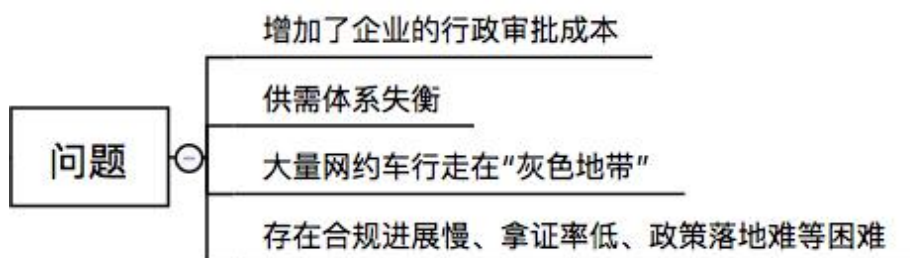 增加了企业的行政审批成本
供需体系失衡
问题
大量网约车行走在“灰色地带”
存在合规进展慢、拿证率低、政策落地难等困难